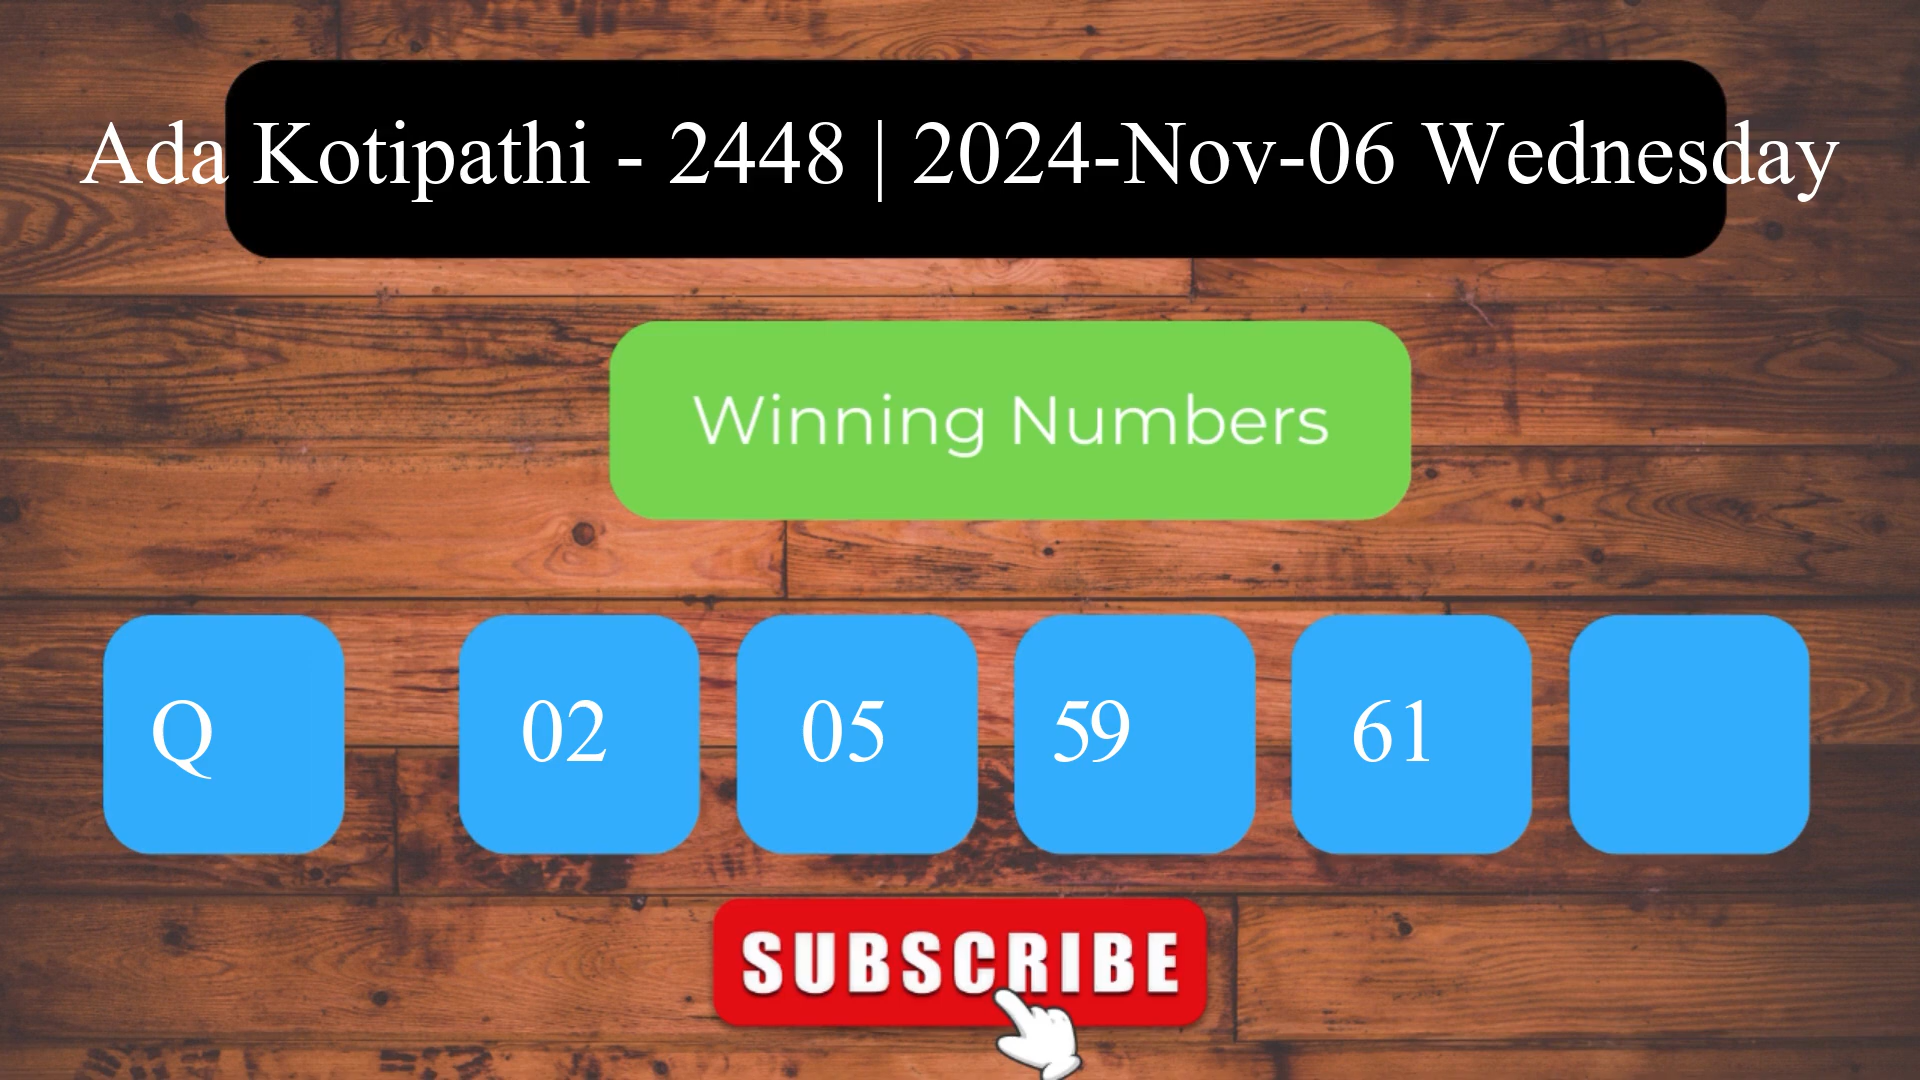 Ada Kotipathi - 2448 | 2024-Nov-06 Wednesday
Winning Numbers
Q 02 05 59 61
SUBSCRIBE